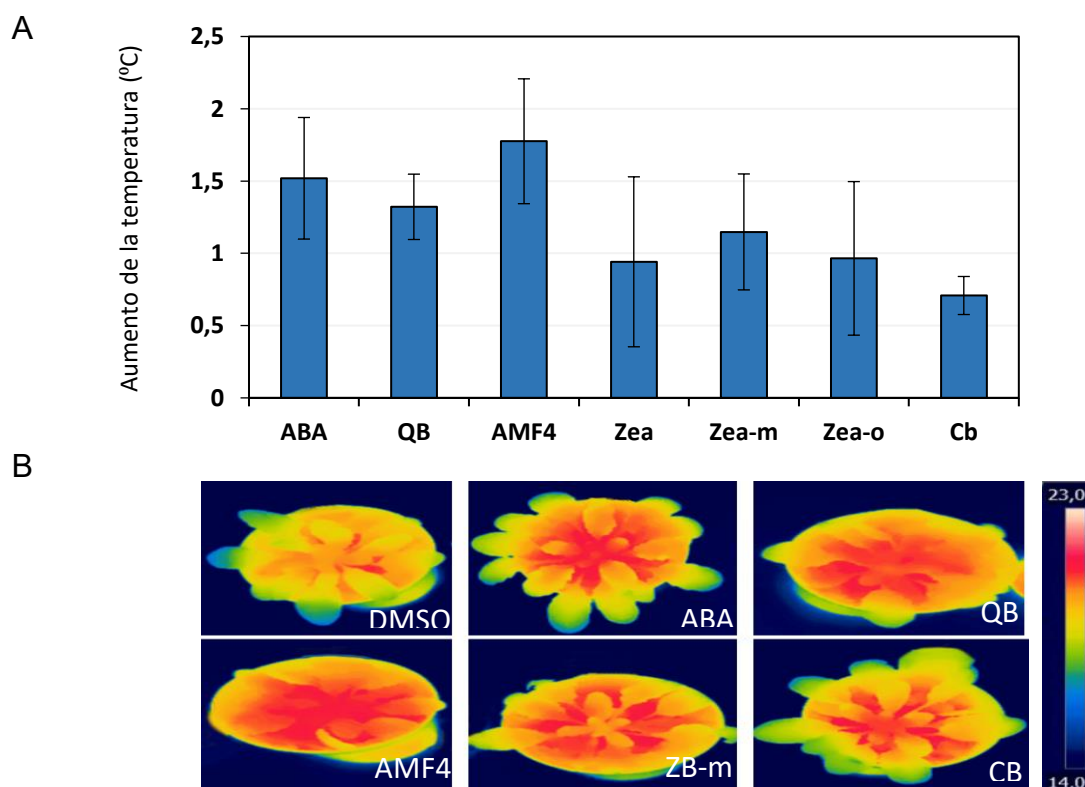 A
Aumento de la temperatura (ºC)
2,5
2
1,5
1
0,5
0
ABA QB AMF4 Zea Zea-m Zea-o Cb
B
DMSO ABA QB
23,0
AMF4 ZB-m CB
14,0